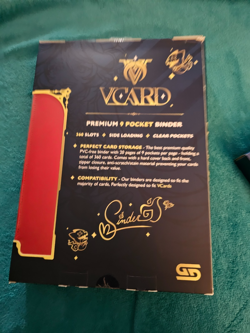 VCARD
PREMIUM 9 POCKET BINDER
360 SLOTS ✦ SIDE LOADING ✦ CLEAR POCKETS
✦ PERFECT CARD STORAGE - The best premium quality
PVC-free binder with 20 pages of 9 pockets per page - holding a
total of 360 cards. Comes with a hard cover back and front,
zipper closure, anti-scratch material preserving your cards
from losing their value.
✦ COMPATIBILITY - Our binders are designed to fit the
majority of cards. Perfectly designed to fit VCards